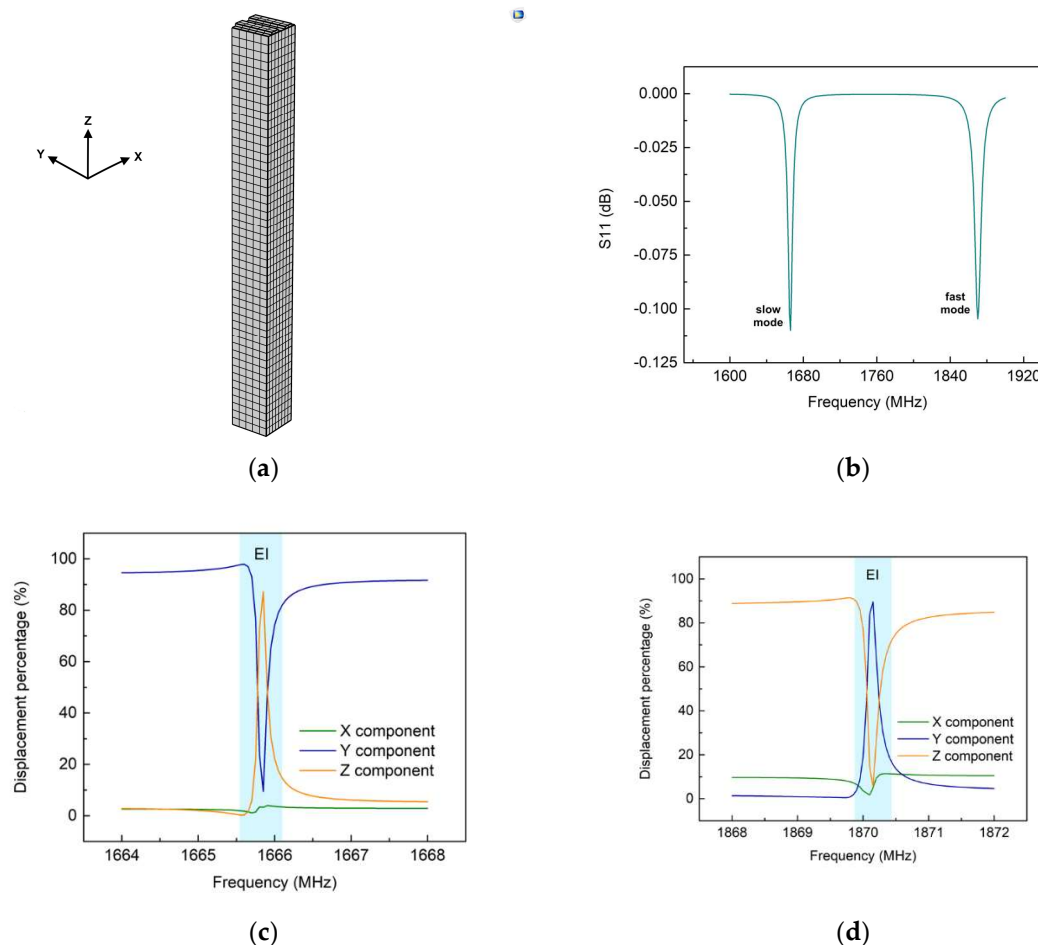 Z
Y
X
(a)
S11 (dB)
0.000
-0.025
-0.050
-0.075
-0.100
-0.125
slow
mode
fast
mode
1600
1680
1760
1840
1920
Frequency (MHz)
(b)
Displacement percentage (%)
100
80
60
40
20
0
EI
X component
Y component
Z component
1664
1665
1666
1667
1668
Frequency (MHz)
(c)
Displacement percentage (%)
100
80
60
40
20
0
EI
X component
Y component
Z component
1868
1869
1870
1871
1872
Frequency (MHz)
(d)